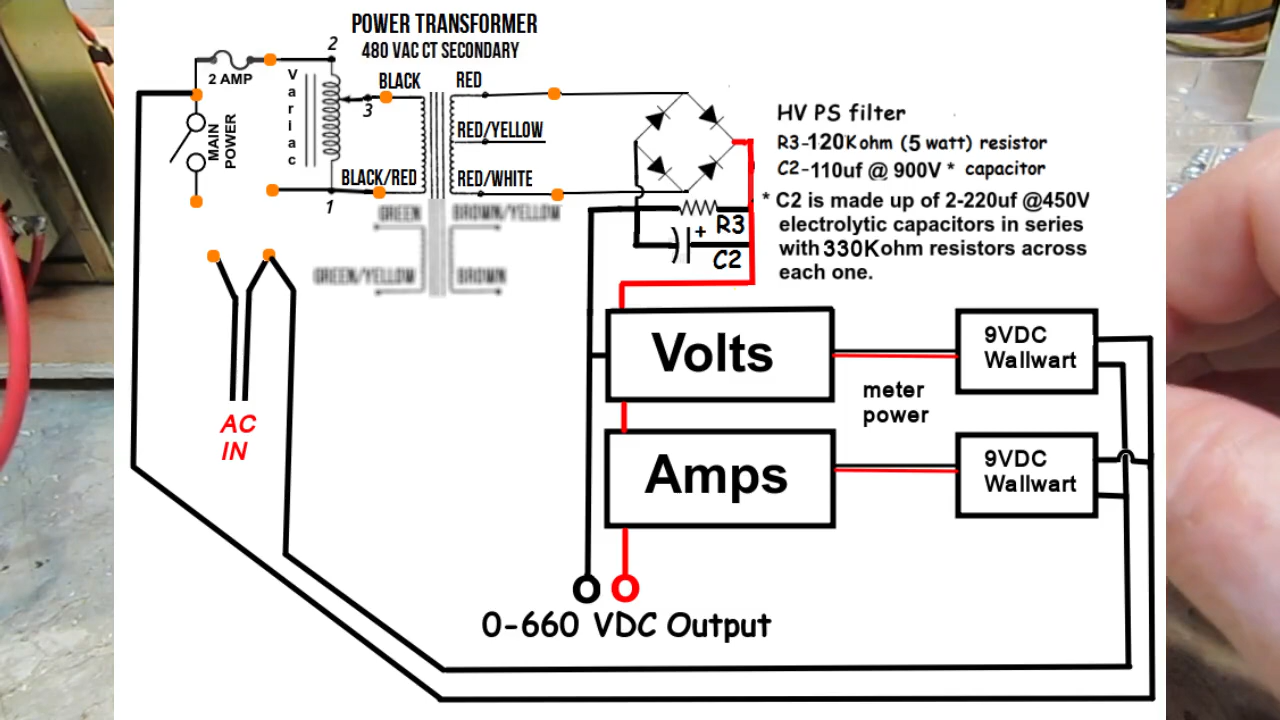 POWER TRANSFORMER
480 VAC CT SECONDARY
2 AMP
Variac
2
3
1
BLACK
BLACK/RED
RED
RED/YELLOW
RED/WHITE
GREEN
GREEN/YELLOW
BROWN/YELLOW
BROWN
MAIN
POWER
HV PS filter
R3-120Kohm (5 watt) resistor
C2-110uf @ 900V * capacitor
* C2 is made up of 2-220uf @450V
electrolytic capacitors in series
with 330Kohm resistors across
each one.
R3
+
C2
AC
IN
Volts
9VDC
Wallwart
meter
power
Amps
9VDC
Wallwart
0-660 VDC Output